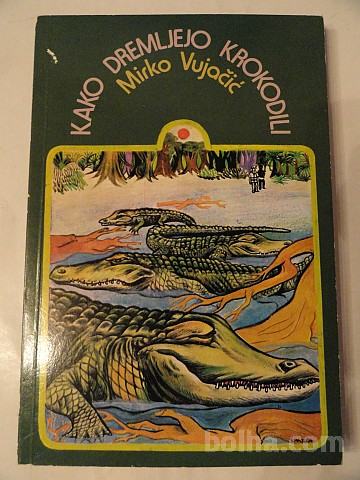 KAKO DREMLJEJO KROKODILI
Mirko Vujačić
bolha.com